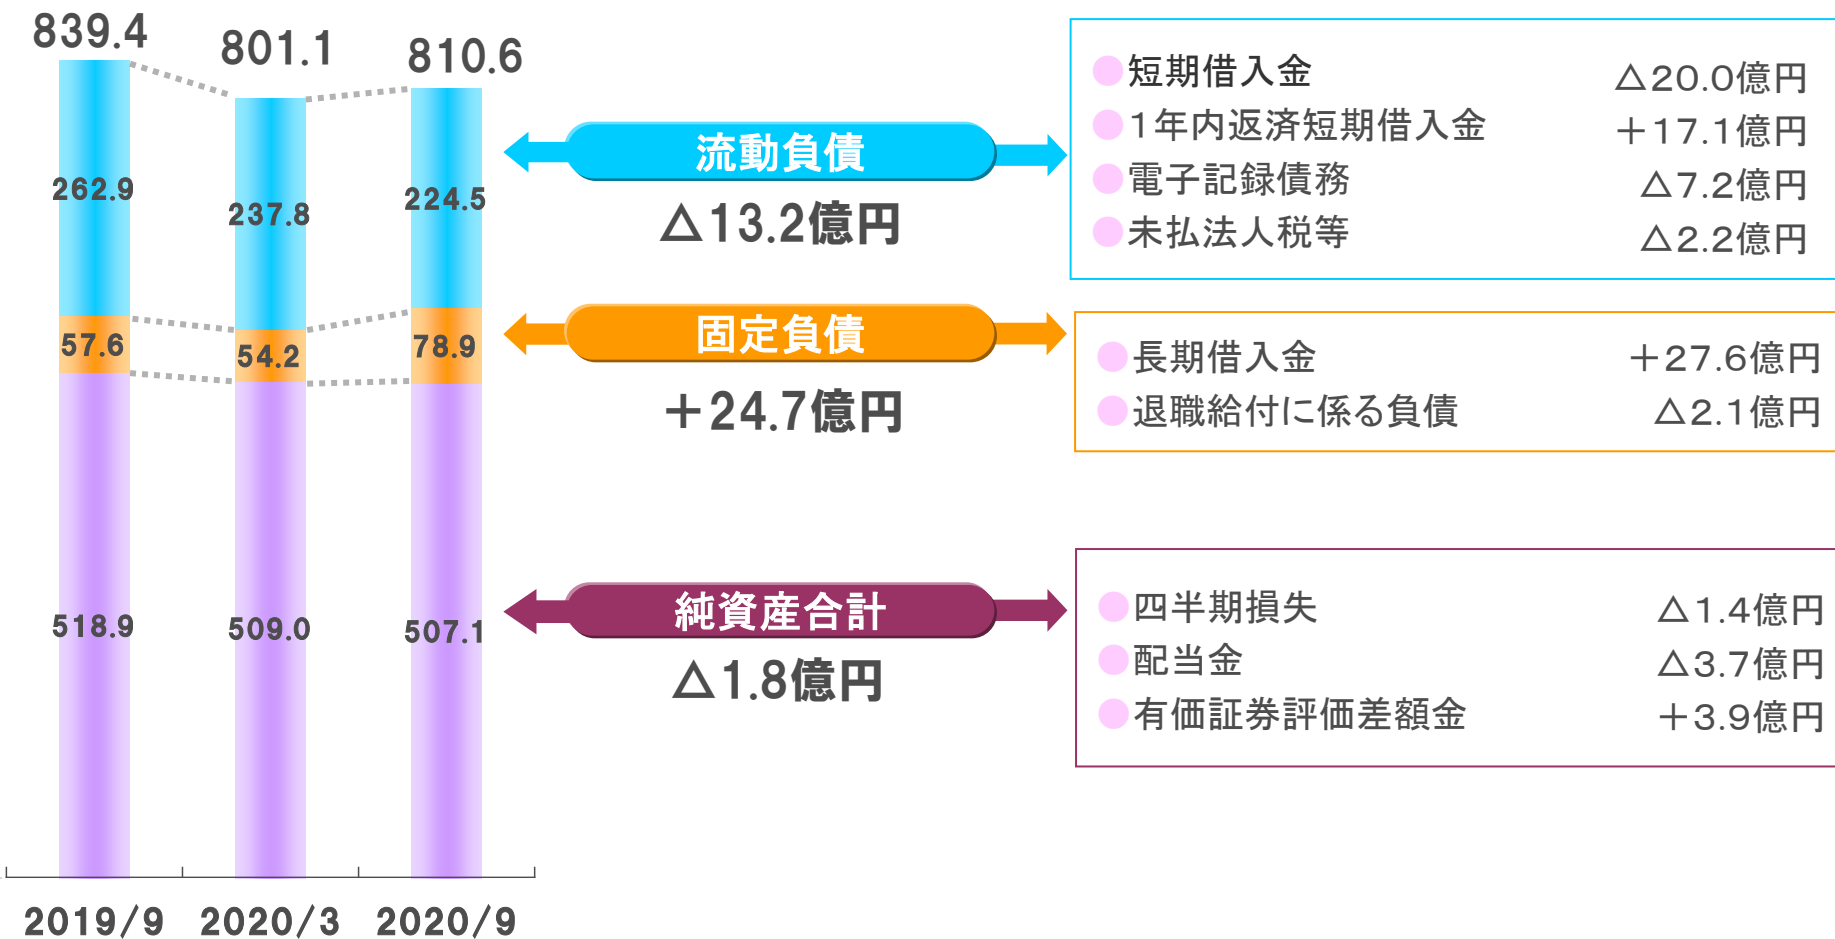 839.4
801.1
810.6
262.9
237.8
224.5
57.6
54.2
78.9
518.9
509.0
507.1
2019/9
2020/3
2020/9
流動負債
△13.2億円
短期借入金 △20.0億円
1年内返済短期借入金 +17.1億円
電子記録債務 △7.2億円
未払法人税等 △2.2億円
固定負債
+24.7億円
長期借入金 +27.6億円
退職給付に係る負債 △2.1億円
純資産合計
△1.8億円
四半期損失 △1.4億円
配当金 △3.7億円
有価証券評価差額金 +3.9億円